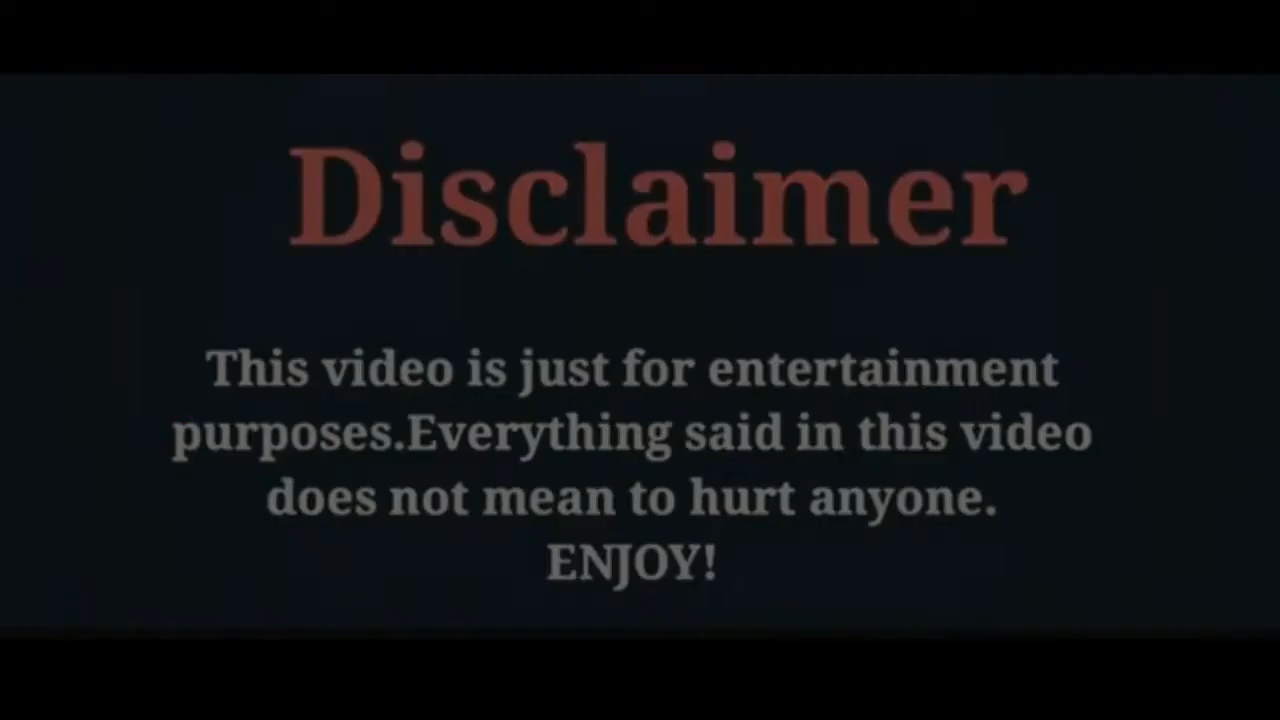 Disclaimer
This video is just for entertainment
purposes.Everything said in this video
does not mean to hurt anyone.
ENJOY!